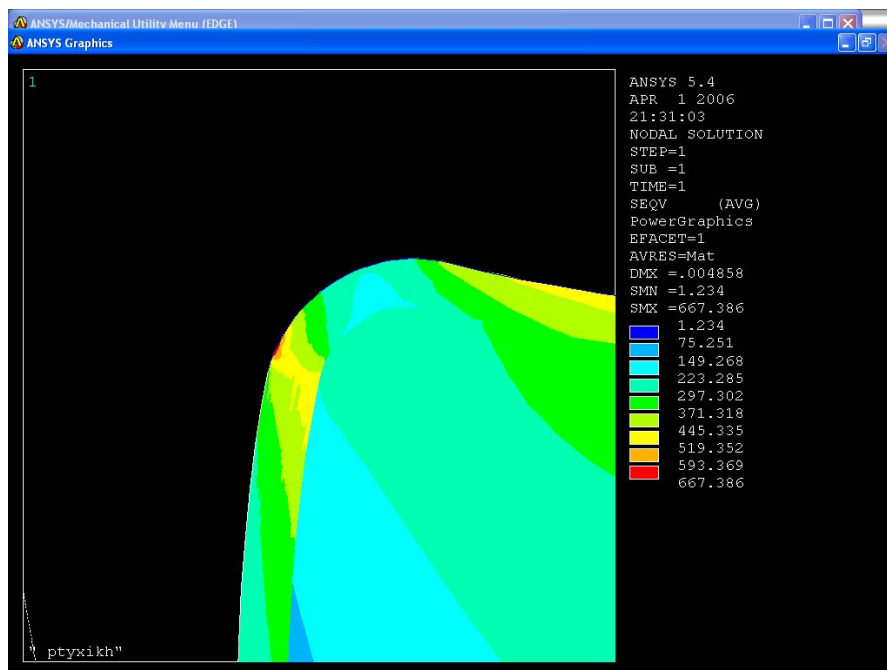 ANSYS/Mechanical Utility Menu (EDGE)
ANSYS Graphics
1
ANSYS 5.4
APR 1 2006
21:31:03
NODAL SOLUTION
STEP=1
SUB =1
TIME=1
SEQV (AVG)
PowerGraphics
EFACET=1
AVRES=Mat
DMX =.004858
SMN =1.234
SMX =667.386
1.234
75.251
149.268
223.285
297.302
371.318
445.335
519.352
593.369
667.386
" ptyxikh"